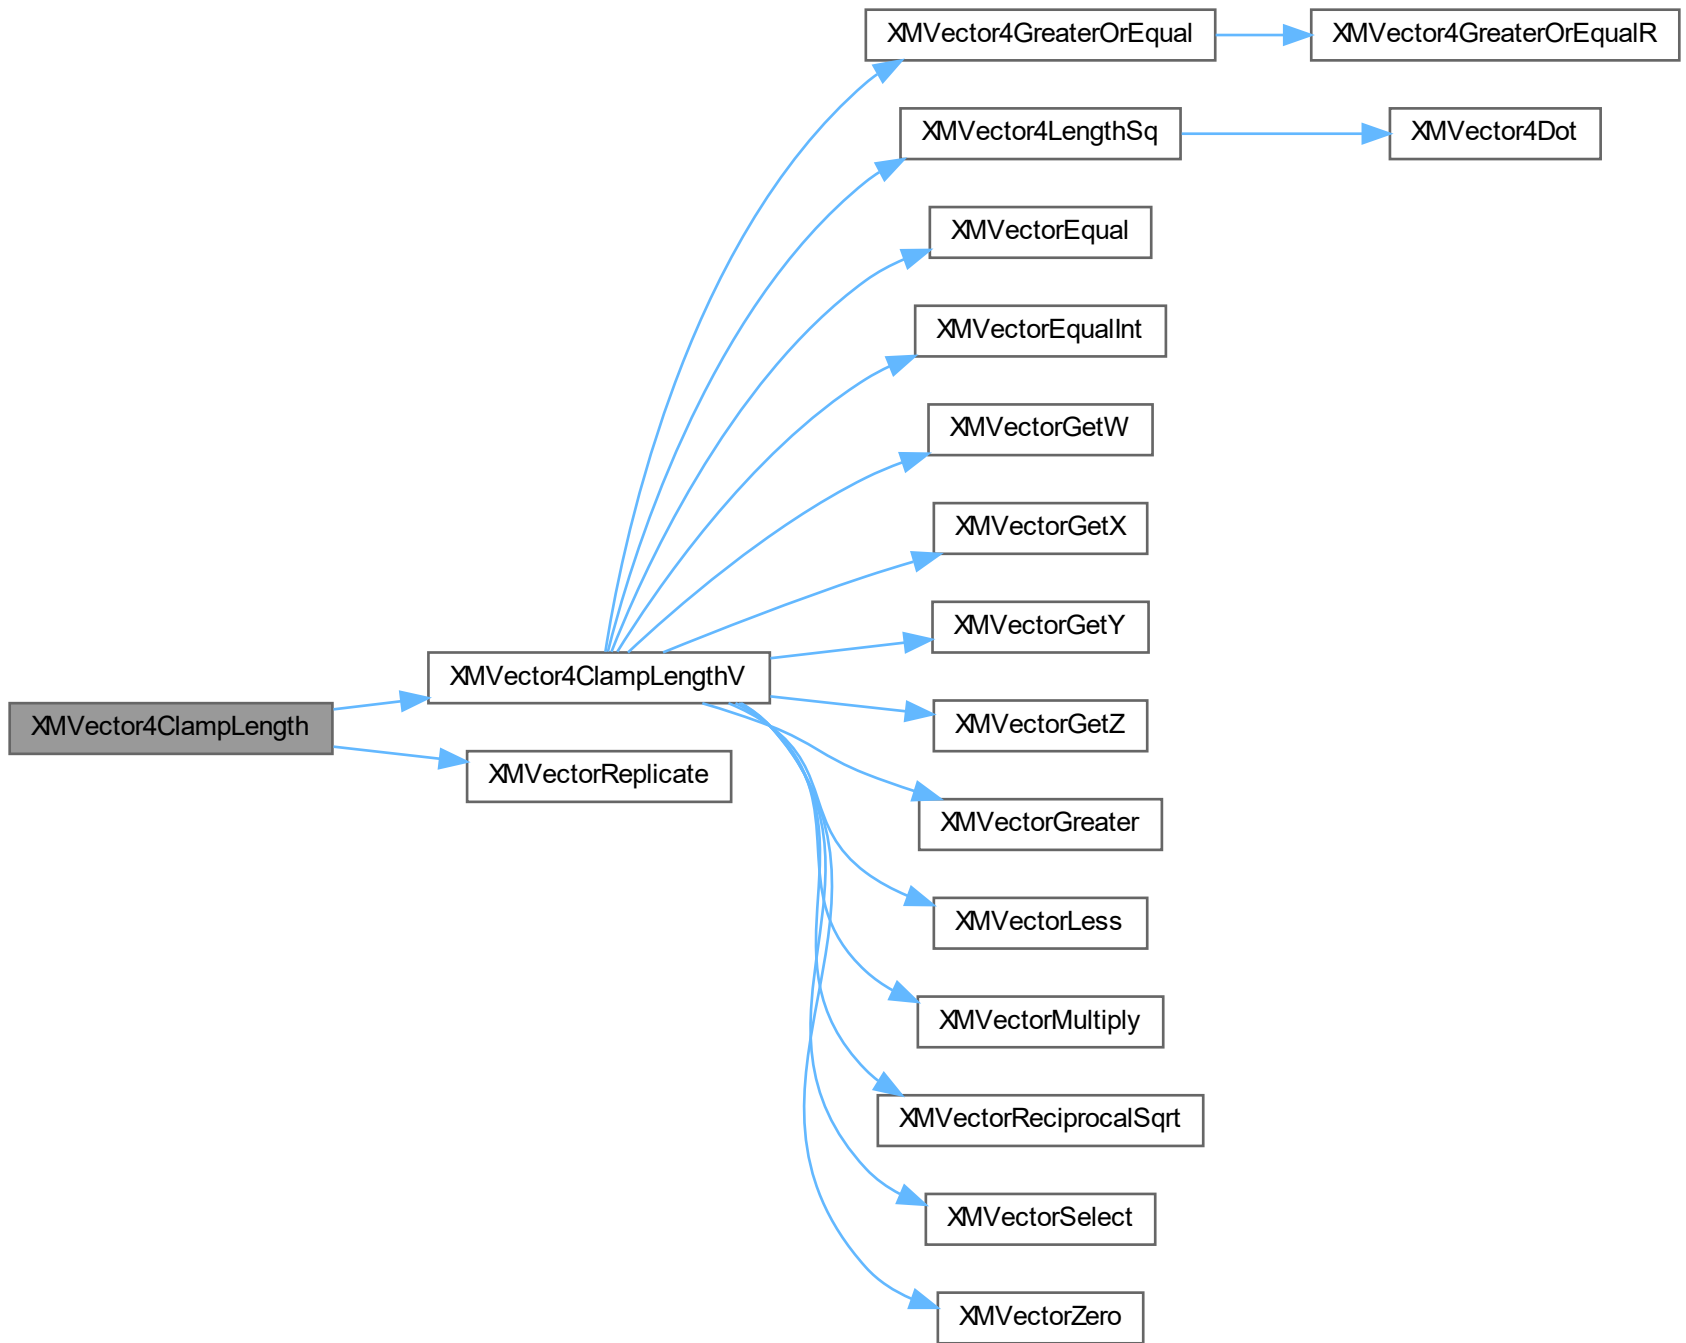 XMVector4GreaterOrEqual
XMVector4GreaterOrEqualR
XMVector4LengthSq
XMVector4Dot
XMVectorEqual
XMVectorEqualInt
XMVectorGetW
XMVectorGetX
XMVectorGetY
XMVector4ClampLengthV
XMVectorGetZ
XMVector4ClampLength
XMVectorReplicate
XMVectorGreater
XMVectorLess
XMVectorMultiply
XMVectorReciprocalSqrt
XMVectorSelect
XMVectorZero